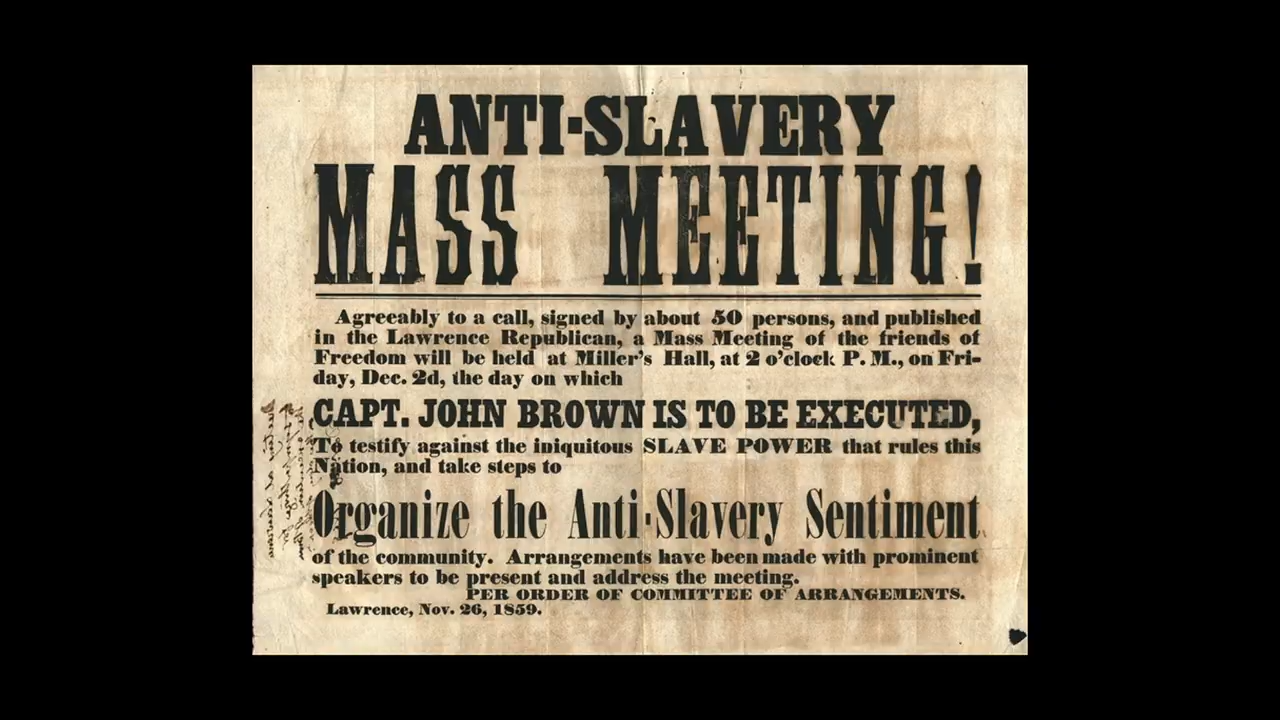 ANTI-SLAVERY
MASS MEETING!
Agreeably to a call, signed by about 50 persons, and published
in the Lawrence Republican, a Mass Meeting of the friends of
Freedom will be held at Miller's Hall, at 2 o'clock P. M., on Fri-
day, Dec. 2d, the day on which
CAPT. JOHN BROWN IS TO BE EXECUTED,
To testify against the iniquitous SLAVE POWER that rules this
Nation, and take steps to
Organize the Anti-Slavery Sentiment
of the community. Arrangements have been made with prominent
speakers to be present and address the meeting.
PER ORDER OF COMMITTEE OF ARRANGEMENTS.
Lawrence, Nov. 26, 1859.